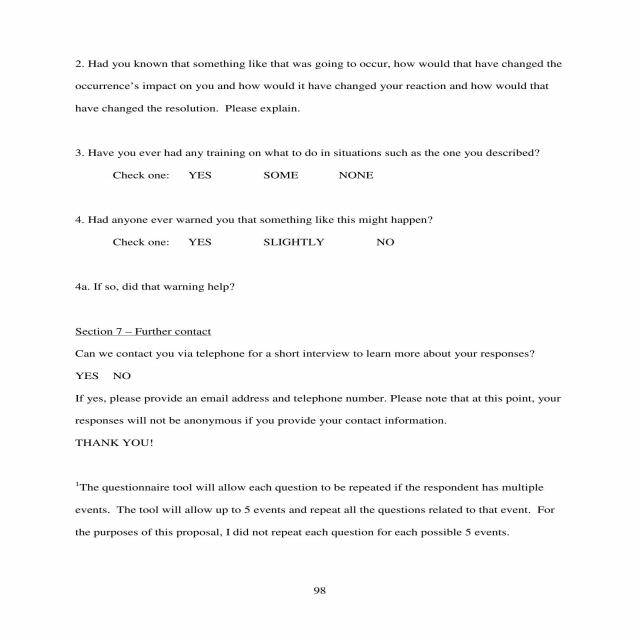 2. Had you known that something like that was going to occur, how would that have changed the
occurrence’s impact on you and how would it have changed your reaction and how would that
have changed the resolution.  Please explain.
3. Have you ever had any training on what to do in situations such as the one you described?
Check one: YES SOME NONE
4. Had anyone ever warned you that something like this might happen?
Check one: YES SLIGHTLY NO
4a. If so, did that warning help?
Section 7 – Further contact
Can we contact you via telephone for a short interview to learn more about your responses?
YES NO
If yes, please provide an email address and telephone number. Please note that at this point, your
responses will not be anonymous if you provide your contact information.
THANK YOU!
1The questionnaire tool will allow each question to be repeated if the respondent has multiple
events.  The tool will allow up to 5 events and repeat all the questions related to that event.  For
the purposes of this proposal, I did not repeat each question for each possible 5 events.
98